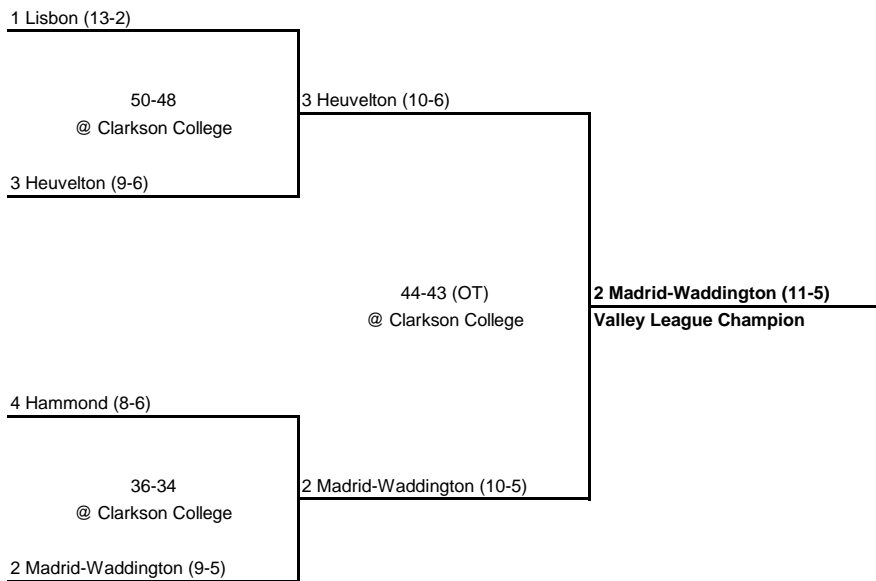 1 Lisbon (13-2)
50-48
@ Clarkson College
3 Heuvelton (10-6)
3 Heuvelton (9-6)
44-43 (OT)
@ Clarkson College
2 Madrid-Waddington (11-5)
Valley League Champion
4 Hammond (8-6)
36-34
@ Clarkson College
2 Madrid-Waddington (10-5)
2 Madrid-Waddington (9-5)